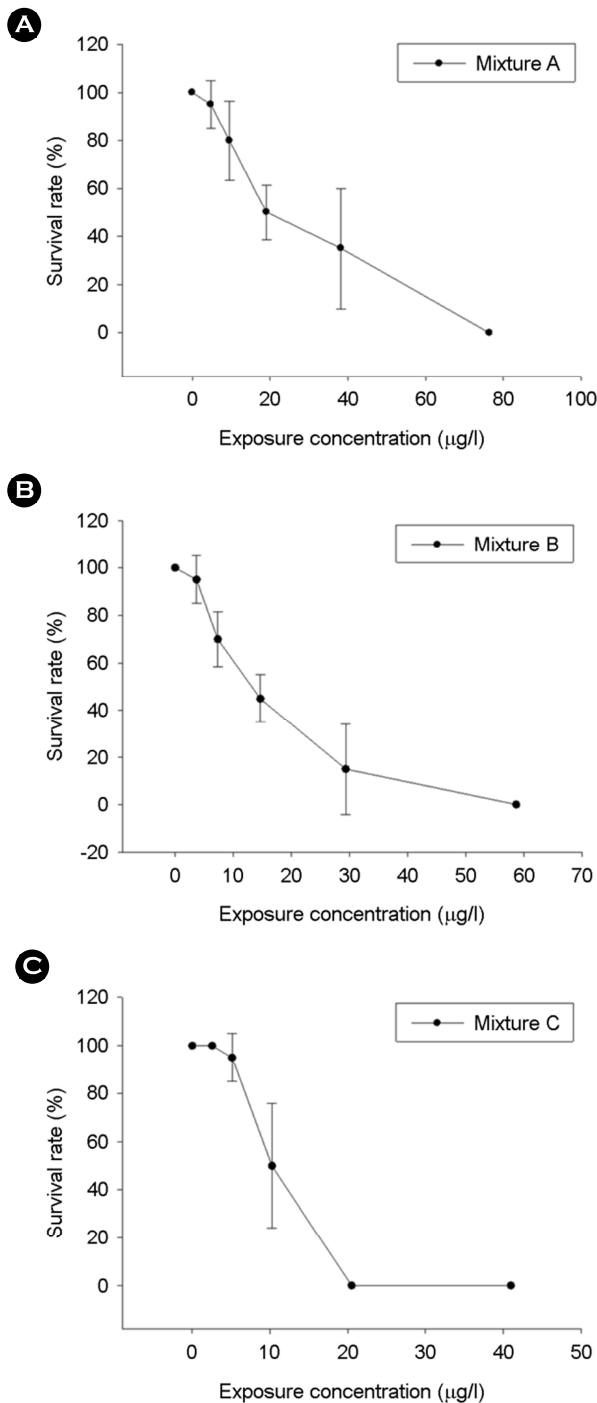 A
Mixture A
120
100
80
60
40
20
0
Survival rate (%)
0 20 40 60 80 100
Exposure concentration (μg/l)
B
Mixture B
120
100
80
60
40
20
0
-20
Survival rate (%)
0 10 20 30 40 50 60 70
Exposure concentration (μg/l)
C
Mixture C
120
100
80
60
40
20
0
Survival rate (%)
0 10 20 30 40 50
Exposure concentration (μg/l)